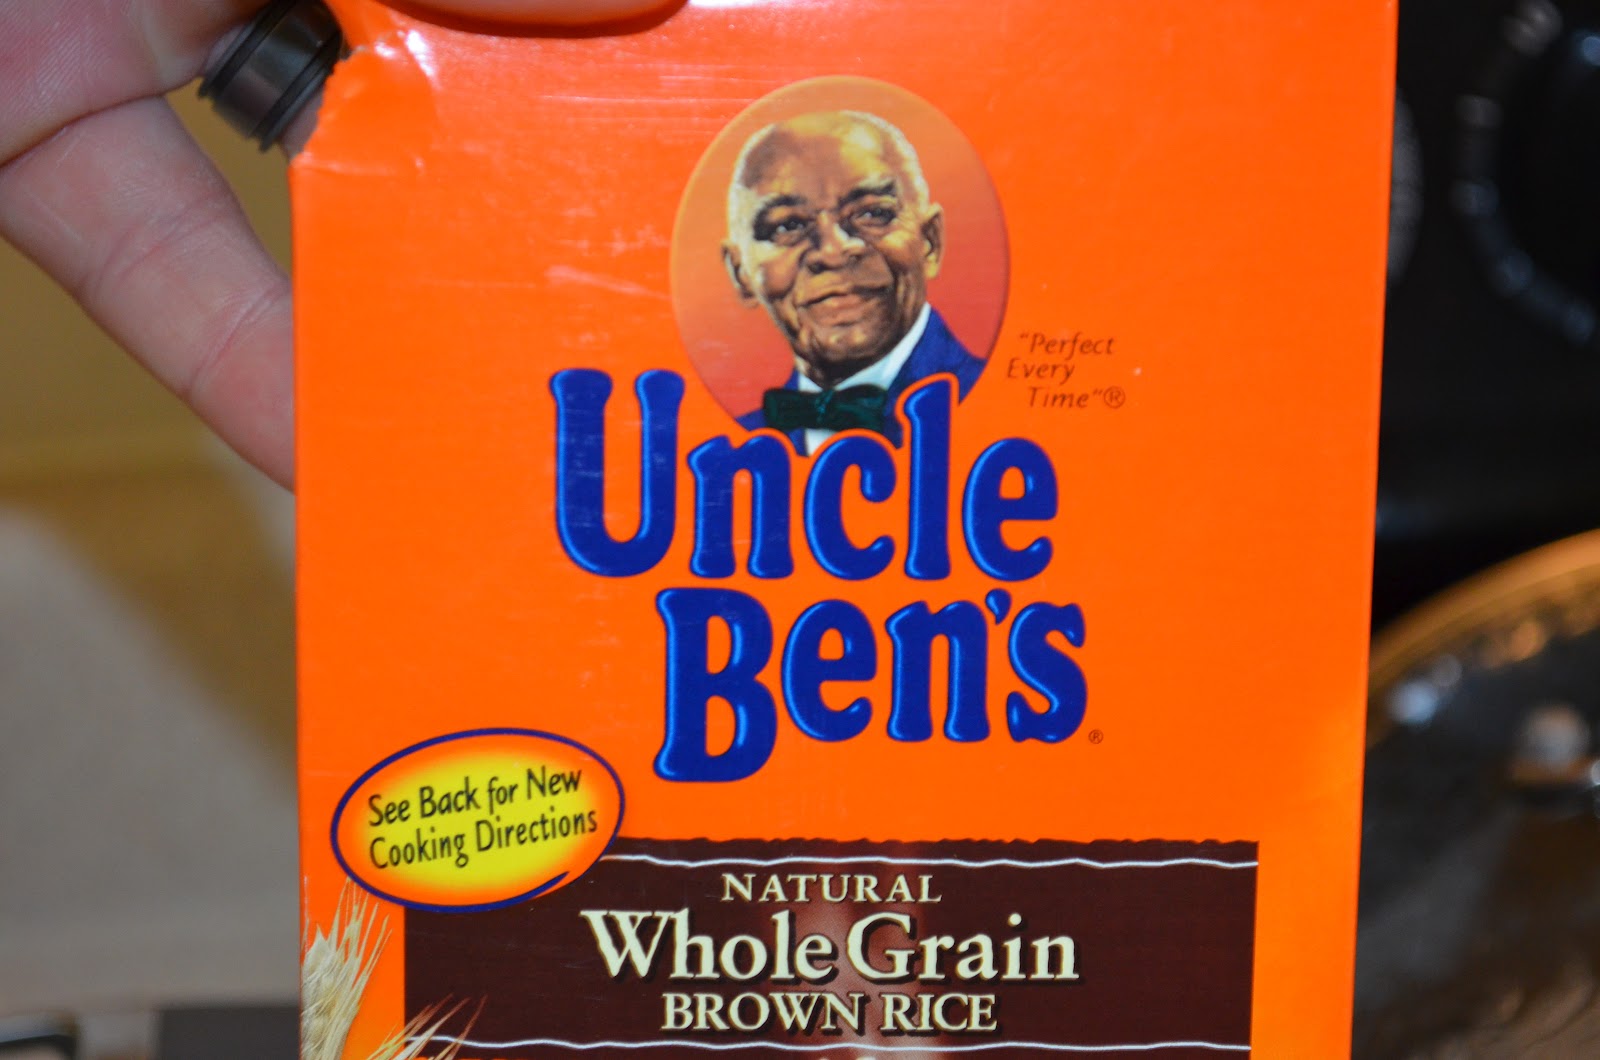 "Perfect
Every
Time"®
Uncle
Ben's®
See Back for New
Cooking Directions
NATURAL
Whole Grain
BROWN RICE